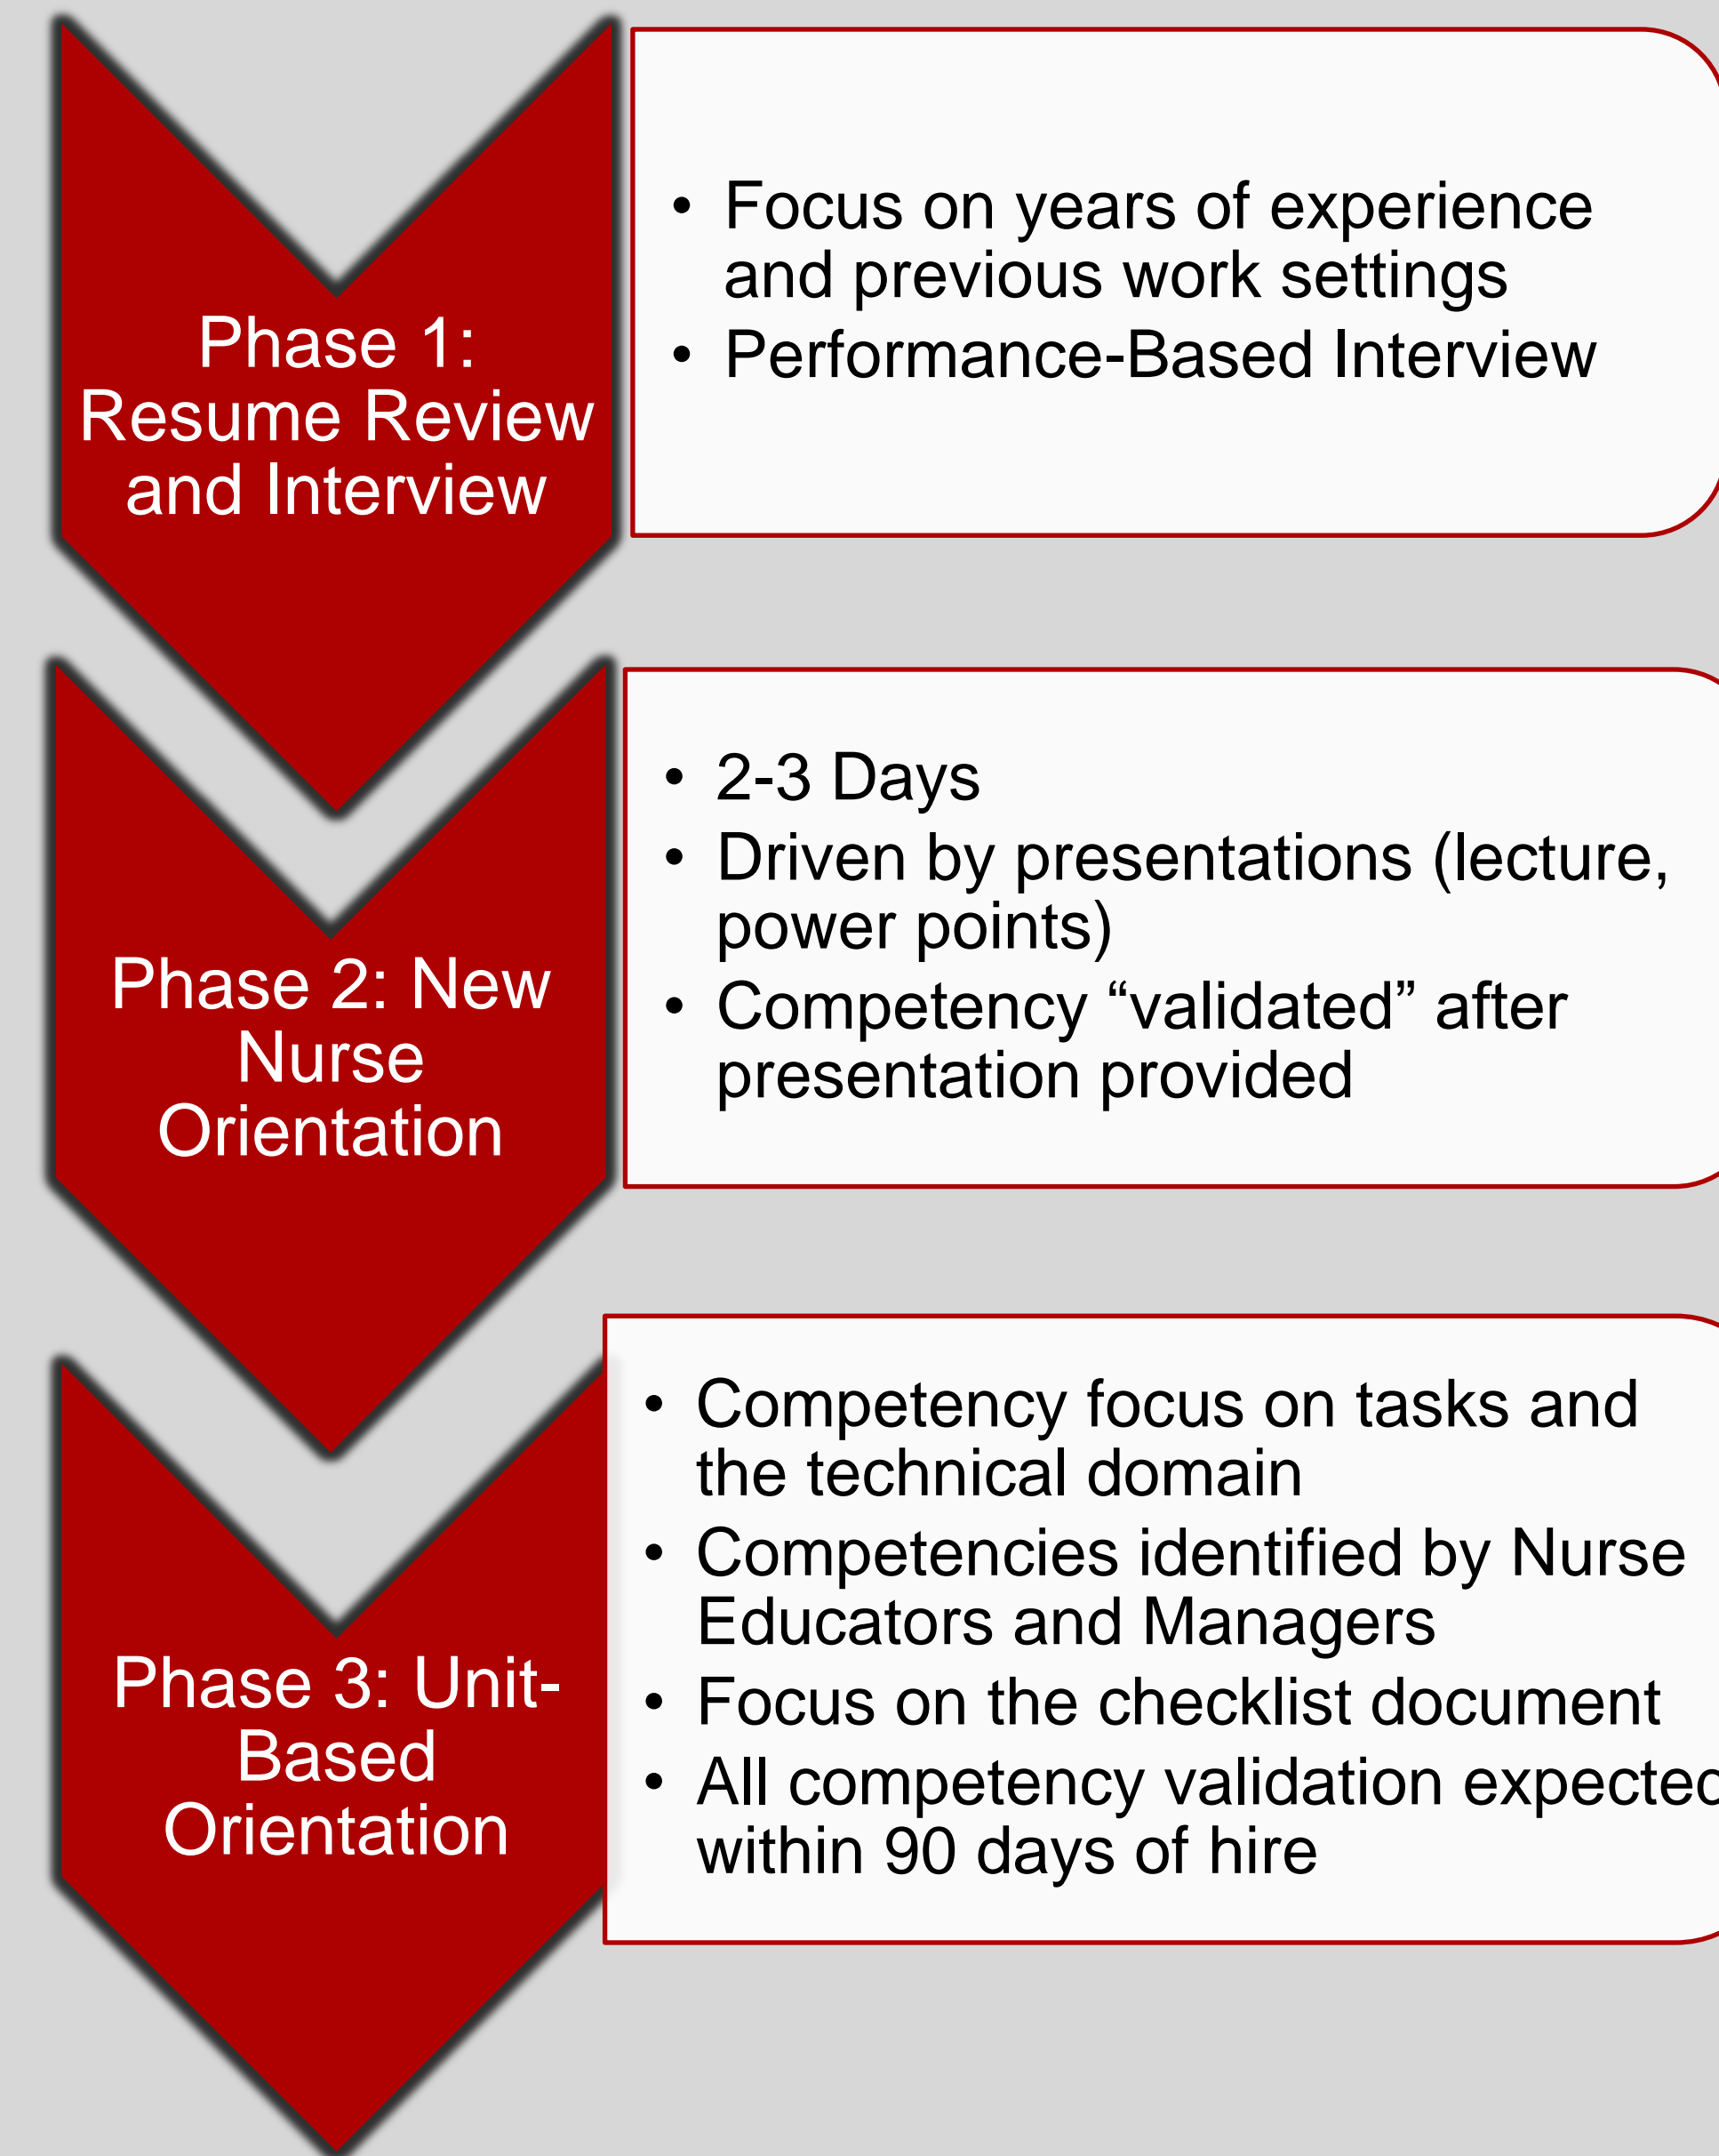 Phase 1:
Resume Review
and Interview
• Focus on years of experience
and previous work settings
• Performance-Based Interview
Phase 2: New
Nurse
Orientation
• 2-3 Days
• Driven by presentations (lecture,
power points)
• Competency “validated” after
presentation provided
Phase 3: Unit-
Based
Orientation
• Competency focus on tasks and
the technical domain
• Competencies identified by Nurse
Educators and Managers
• Focus on the checklist document
• All competency validation expected
within 90 days of hire